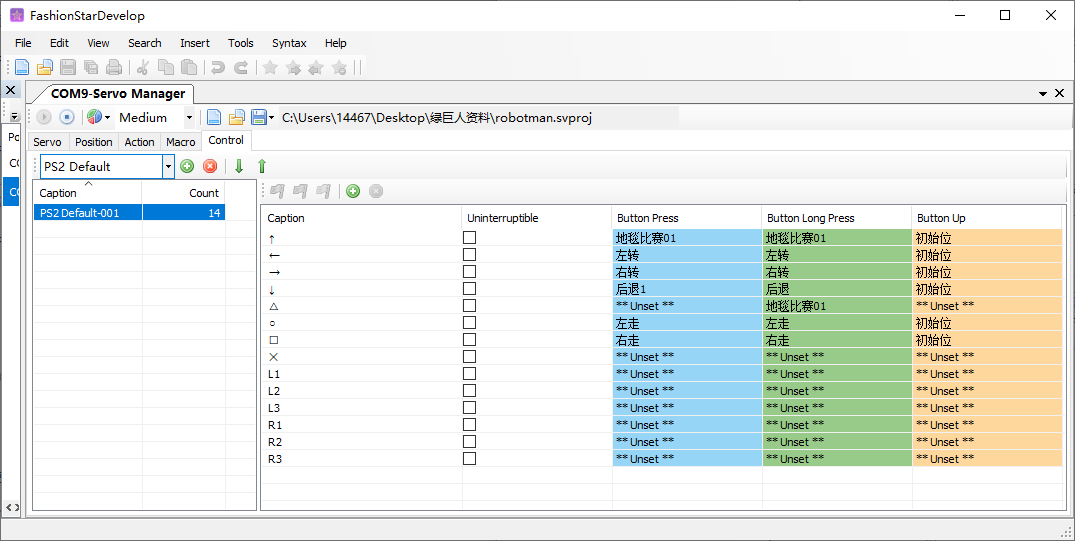 FashionStarDevelop
File Edit View Search Insert Tools Syntax Help
COM9-Servo Manager
Medium C:\Users\14467\Desktop\绿巨人资料\robotman.svproj
Servo Position Action Macro Control
PS2 Default
Caption Count
PS2 Default-001 14
Caption Uninterruptible Button Press Button Long Press Button Up
↑ 地毯比赛01 地毯比赛01 初始位
← 左转 左转 初始位
→ 右转 右转 初始位
↓ 后退1 后退 初始位
△ ** Unset ** 地毯比赛01 ** Unset **
○ 左走 左走 初始位
□ 右走 右走 初始位
× ** Unset ** ** Unset ** ** Unset **
L1 ** Unset ** ** Unset ** ** Unset **
L2 ** Unset ** ** Unset ** ** Unset **
L3 ** Unset ** ** Unset ** ** Unset **
R1 ** Unset ** ** Unset ** ** Unset **
R2 ** Unset ** ** Unset ** ** Unset **
R3 ** Unset ** ** Unset ** ** Unset **